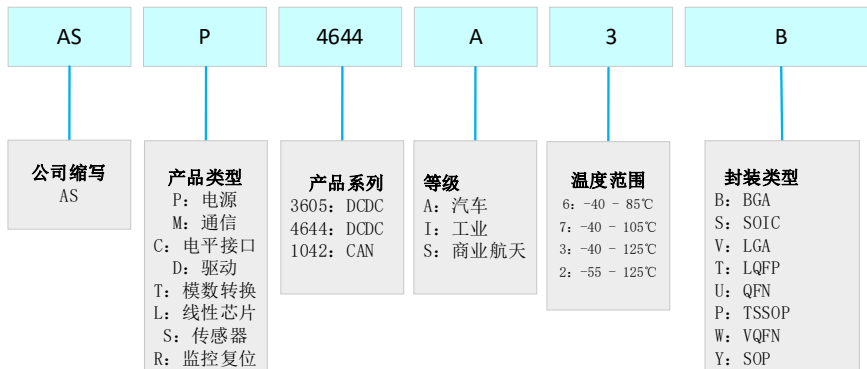 AS
P
4644
A
3
B
公司缩写
AS
产品类型
P：电源
M：通信
C：电平接口
D：驱动
T：模数转换
L：线性芯片
S：传感器
R：监控复位
产品系列
3605：DCDC
4644：DCDC
1042：CAN
等级
A：汽车
I：工业
S：商业航天
温度范围
6：-40 - 85℃
7：-40 - 105℃
3：-40 - 125℃
2：-55 - 125℃
封装类型
B：BGA
S：SOIC
V：LGA
T：LQFP
U：QFN
P：TSSOP
W：VQFN
Y：SOP